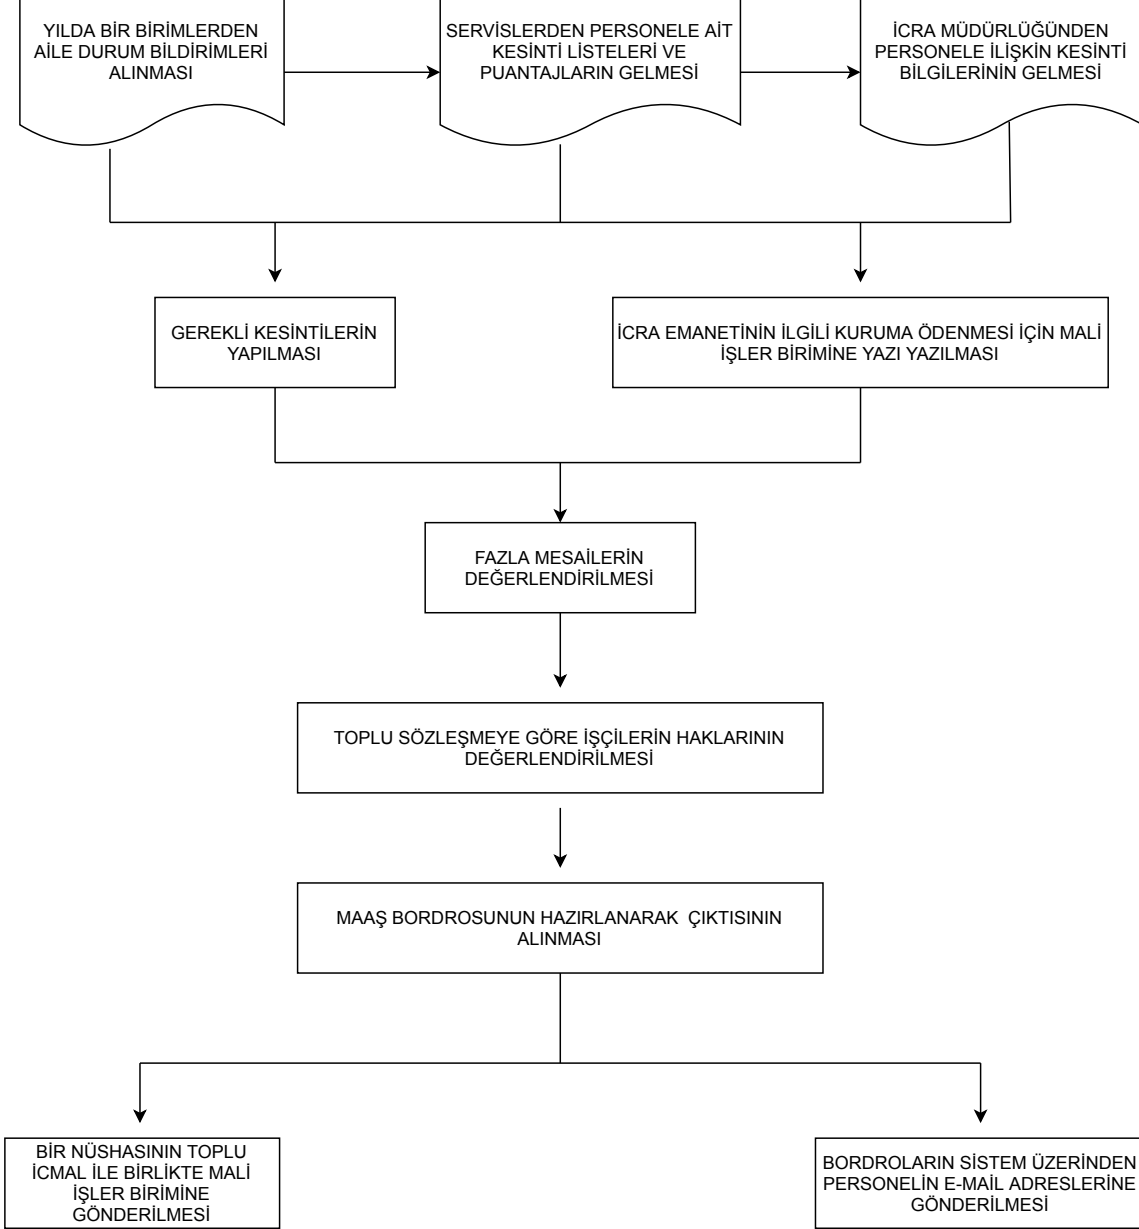 YILDA BİR BİRİMLERDEN
AİLE DURUM BİLDİRİMLERİ
ALINMASI
SERVİSLERDEN PERSONELE AİT
KESİNTİ LİSTELERİ VE
PUANTAJLARIN GELMESİ
İCRA MÜDÜRLÜĞÜNDEN
PERSONELE İLİŞKİN KESİNTİ
BİLGİLERİNİN GELMESİ
GEREKLİ KESİNTİLERİN
YAPILMASI
İCRA EMANETİNİN İLGİLİ KURUMA ÖDENMESİ İÇİN MALİ
İŞLER BİRİMİNE YAZI YAZILMASI
FAZLA MESAİLERİN
DEĞERLENDİRİLMESİ
TOPLU SÖZLEŞMEYE GÖRE İŞÇİLERİN HAKLARININ
DEĞERLENDİRİLMESİ
MAAŞ BORDROSUNUN HAZIRLANARAK  ÇIKTISININ
ALINMASI
BİR NÜSHASININ TOPLU
İCMAL İLE BİRLİKTE MALİ
İŞLER BİRİMİNE
GÖNDERİLMESİ
BORDROLARIN SİSTEM ÜZERİNDEN
PERSONELİN E-MAİL ADRESLERİNE
GÖNDERİLMESİ